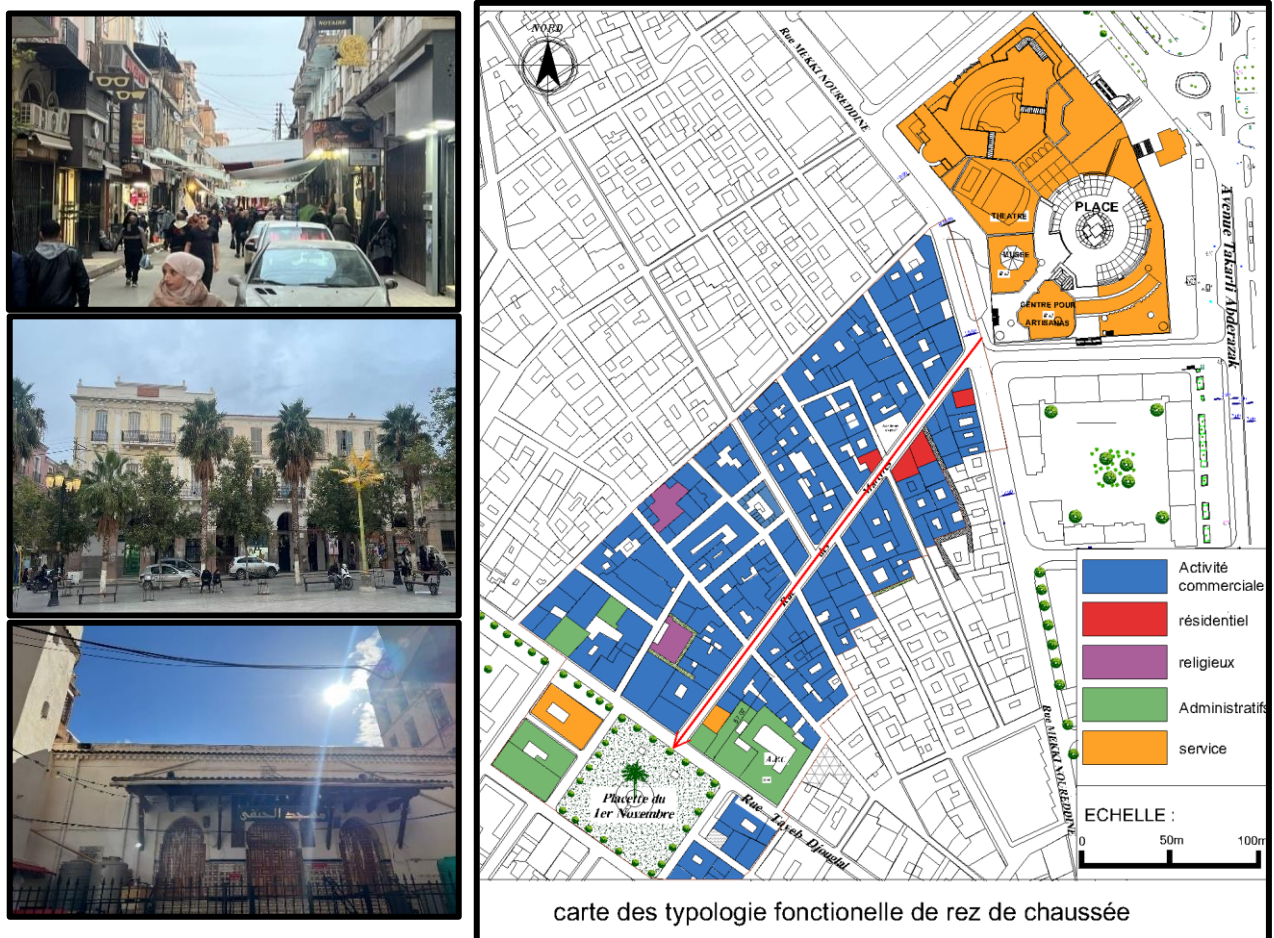 NOTAIRE
مسجد الحنفي
NORD
Rue MEKKI NOUREDDINE
THEATRE
PLACE
MUSEE
CENTRE POUR
ARTISANAS
Avenue Takarli Abderazak
Rue des Martyrs
A.P.C
Placette du
1er Novembre
Rue Tayeb Djouglal
Rue MEKKI NOUREDDINE
Activité
commerciale
résidentiel
religieux
Administratifs
service
ECHELLE :
0 50m 100m
carte des typologie fonctionelle de rez de chaussée